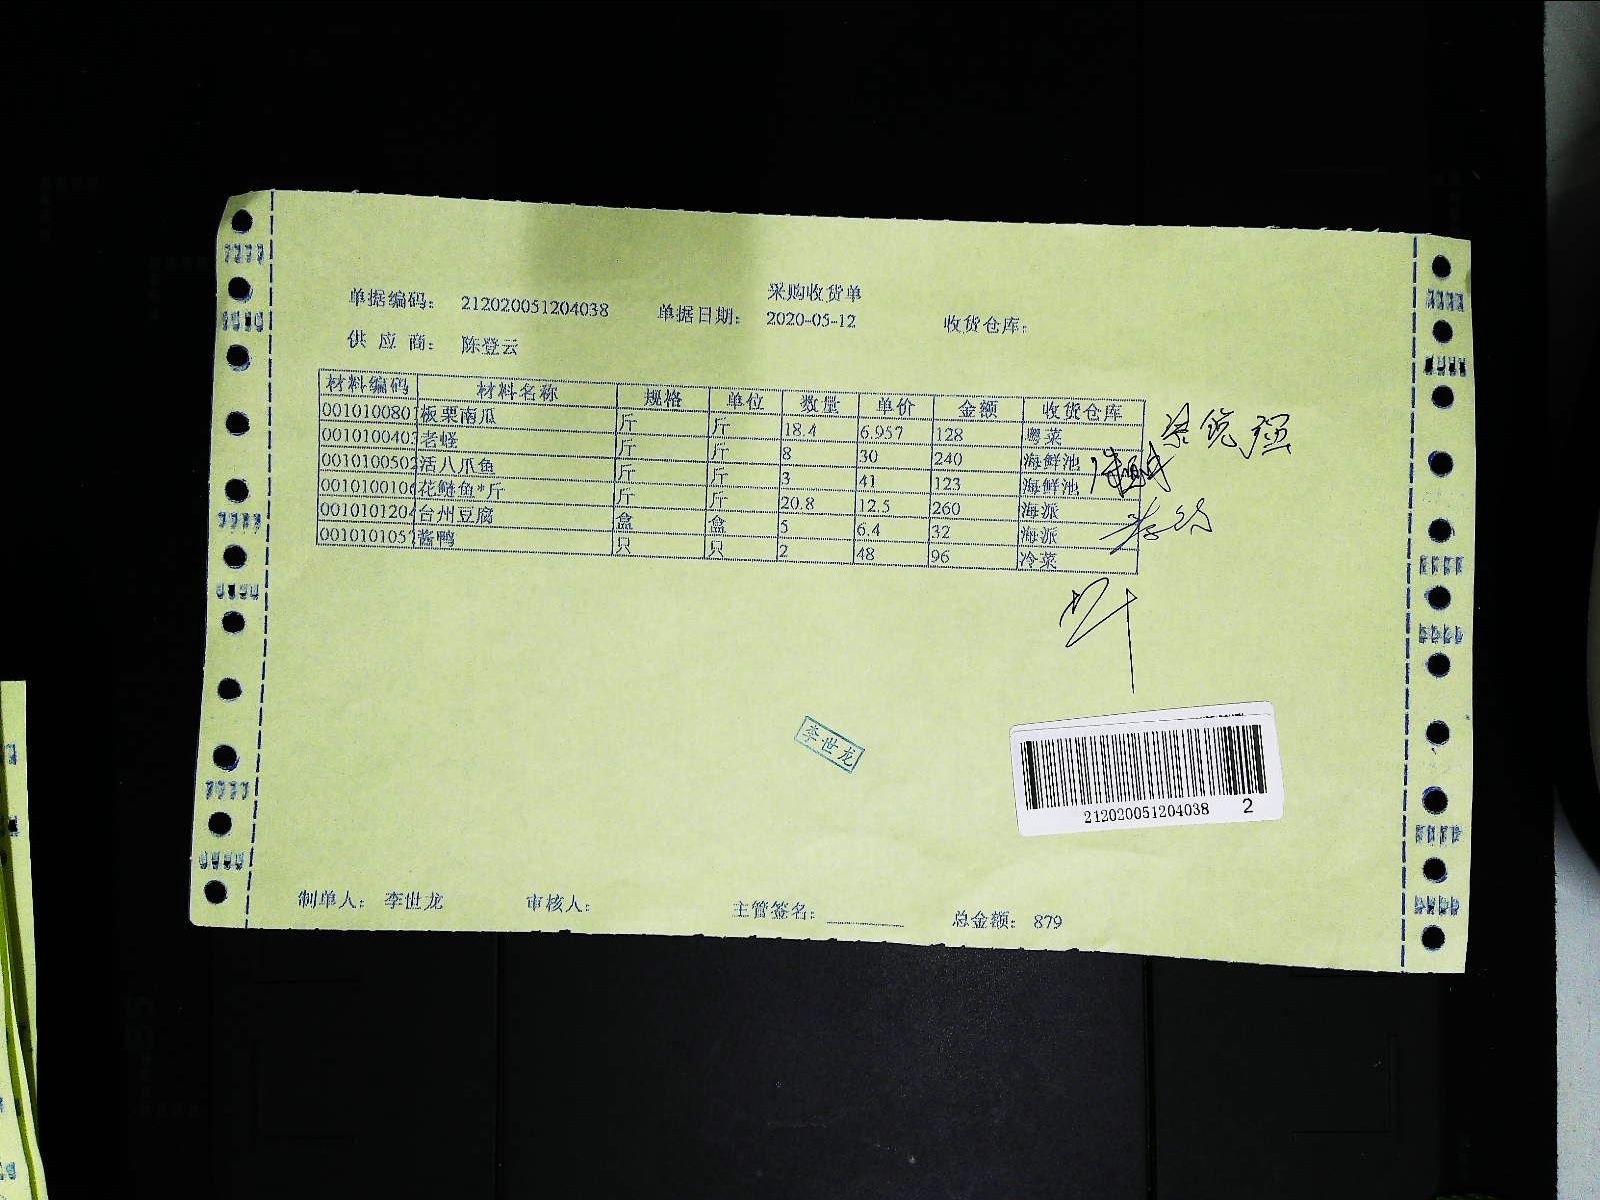 采购收货单
单据编码： 212020051204038 单据日期： 2020-05-12 收货仓库：
供 应 商： 陈登云
材料编码 材料名称 规格 单位 数量 单价 金额 收货仓库
001010080 板栗南瓜 斤 斤 18.4 6.957 128 粤菜
001010040 老蛏 斤 斤 8 30 240 海鲜池
001010050 活八爪鱼 斤 斤 3 41 123 海鲜池
001010010 花鲢鱼*斤 斤 斤 20.8 12.5 260 海派
001010120 台州豆腐 盒 盒 5 6.4 32 海派
001010105 酱鸭 只 只 2 48 96 冷菜
李世龙
212020051204038 2
制单人： 李世龙 审核人： 主管签名： 总金额： 879